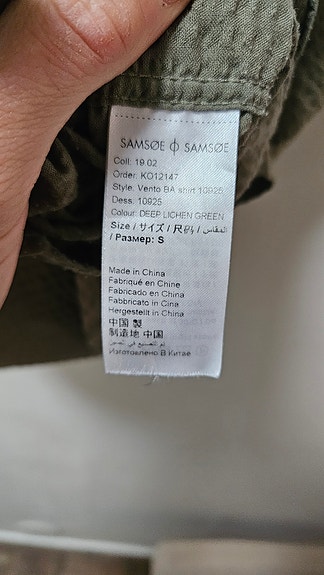 SAMSØE ɸ SAMSØE
Coll: 19.02
Order: KO12147
Style: Vento BA shirt 10925
Dess: 10925
Colour: DEEP LICHEN GREEN
Size / サイズ / 尺码 / المقاس
/ Размер: S
Made in China
Fabriqué en Chine
Fabricado en China
Fabbricato in Cina
Hergestellt in China
中国 製
制造地 中国
تم التصنيع في الصين
Изготовлено В Китае